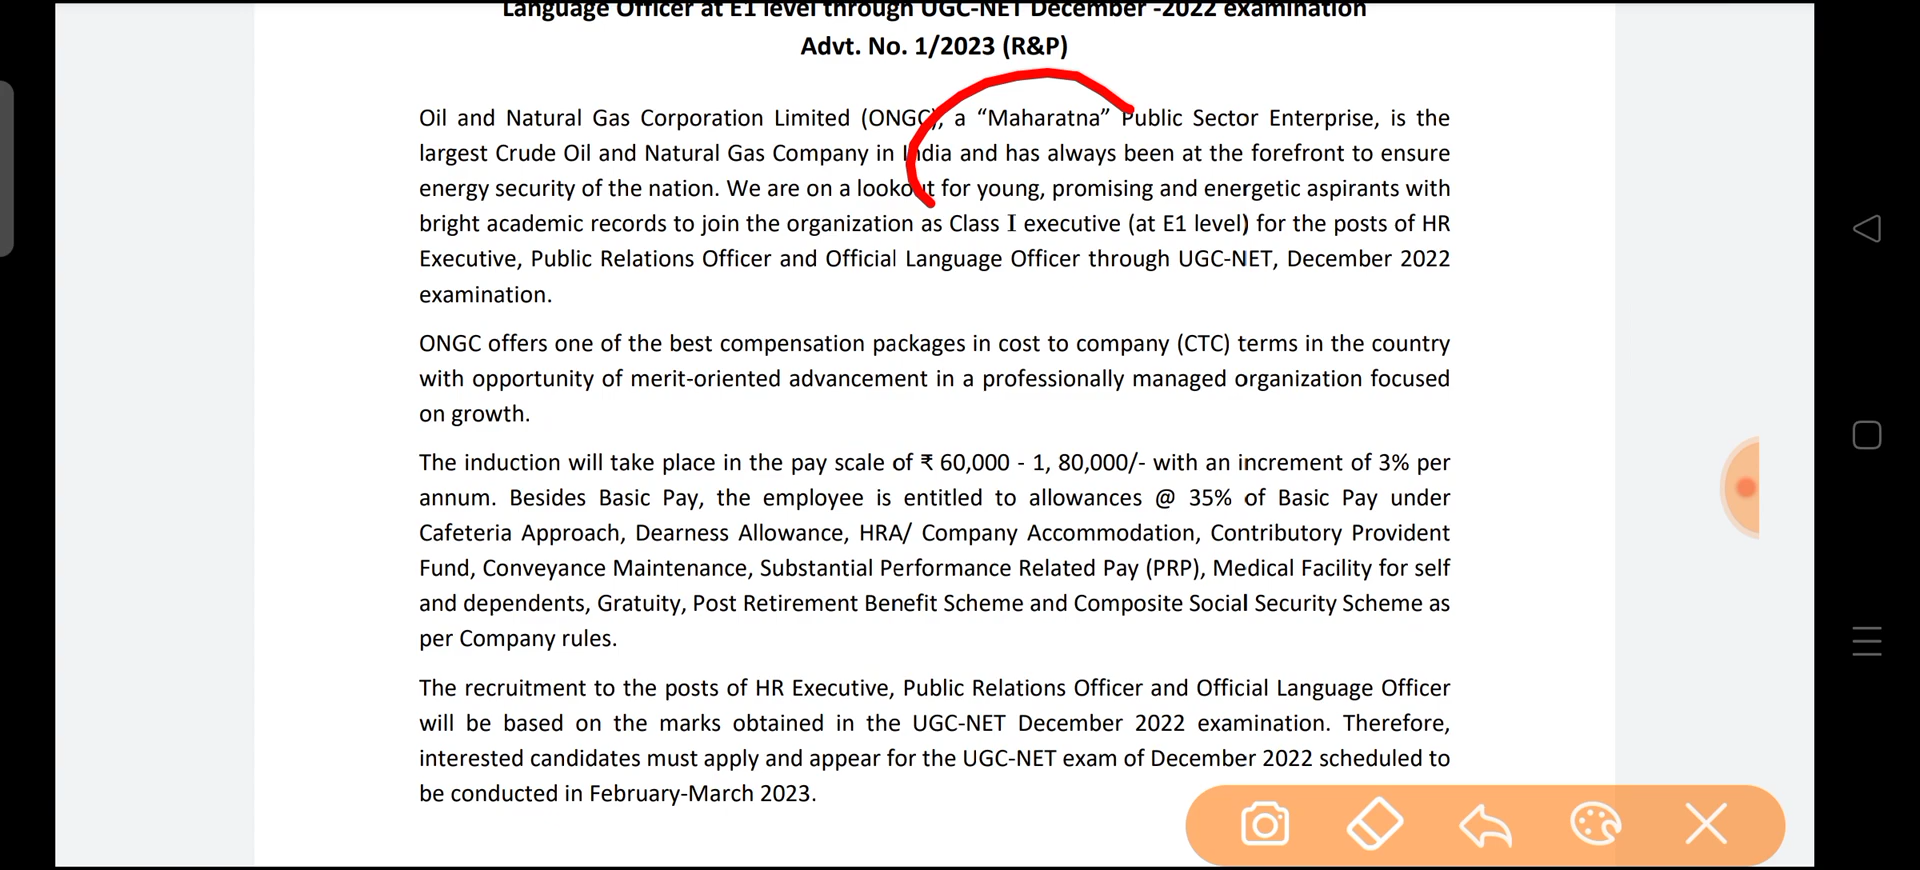 Language Officer at E1 level through UGC-NET December -2022 examination
Advt. No. 1/2023 (R&P)
Oil and Natural Gas Corporation Limited (ONGC), a “Maharatna” Public Sector Enterprise, is the
largest Crude Oil and Natural Gas Company in India and has always been at the forefront to ensure
energy security of the nation. We are on a lookout for young, promising and energetic aspirants with
bright academic records to join the organization as Class I executive (at E1 level) for the posts of HR
Executive, Public Relations Officer and Official Language Officer through UGC-NET, December 2022
examination.
ONGC offers one of the best compensation packages in cost to company (CTC) terms in the country
with opportunity of merit-oriented advancement in a professionally managed organization focused
on growth.
The induction will take place in the pay scale of ₹ 60,000 - 1, 80,000/- with an increment of 3% per
annum. Besides Basic Pay, the employee is entitled to allowances @ 35% of Basic Pay under
Cafeteria Approach, Dearness Allowance, HRA/ Company Accommodation, Contributory Provident
Fund, Conveyance Maintenance, Substantial Performance Related Pay (PRP), Medical Facility for self
and dependents, Gratuity, Post Retirement Benefit Scheme and Composite Social Security Scheme as
per Company rules.
The recruitment to the posts of HR Executive, Public Relations Officer and Official Language Officer
will be based on the marks obtained in the UGC-NET December 2022 examination. Therefore,
interested candidates must apply and appear for the UGC-NET exam of December 2022 scheduled to
be conducted in February-March 2023.